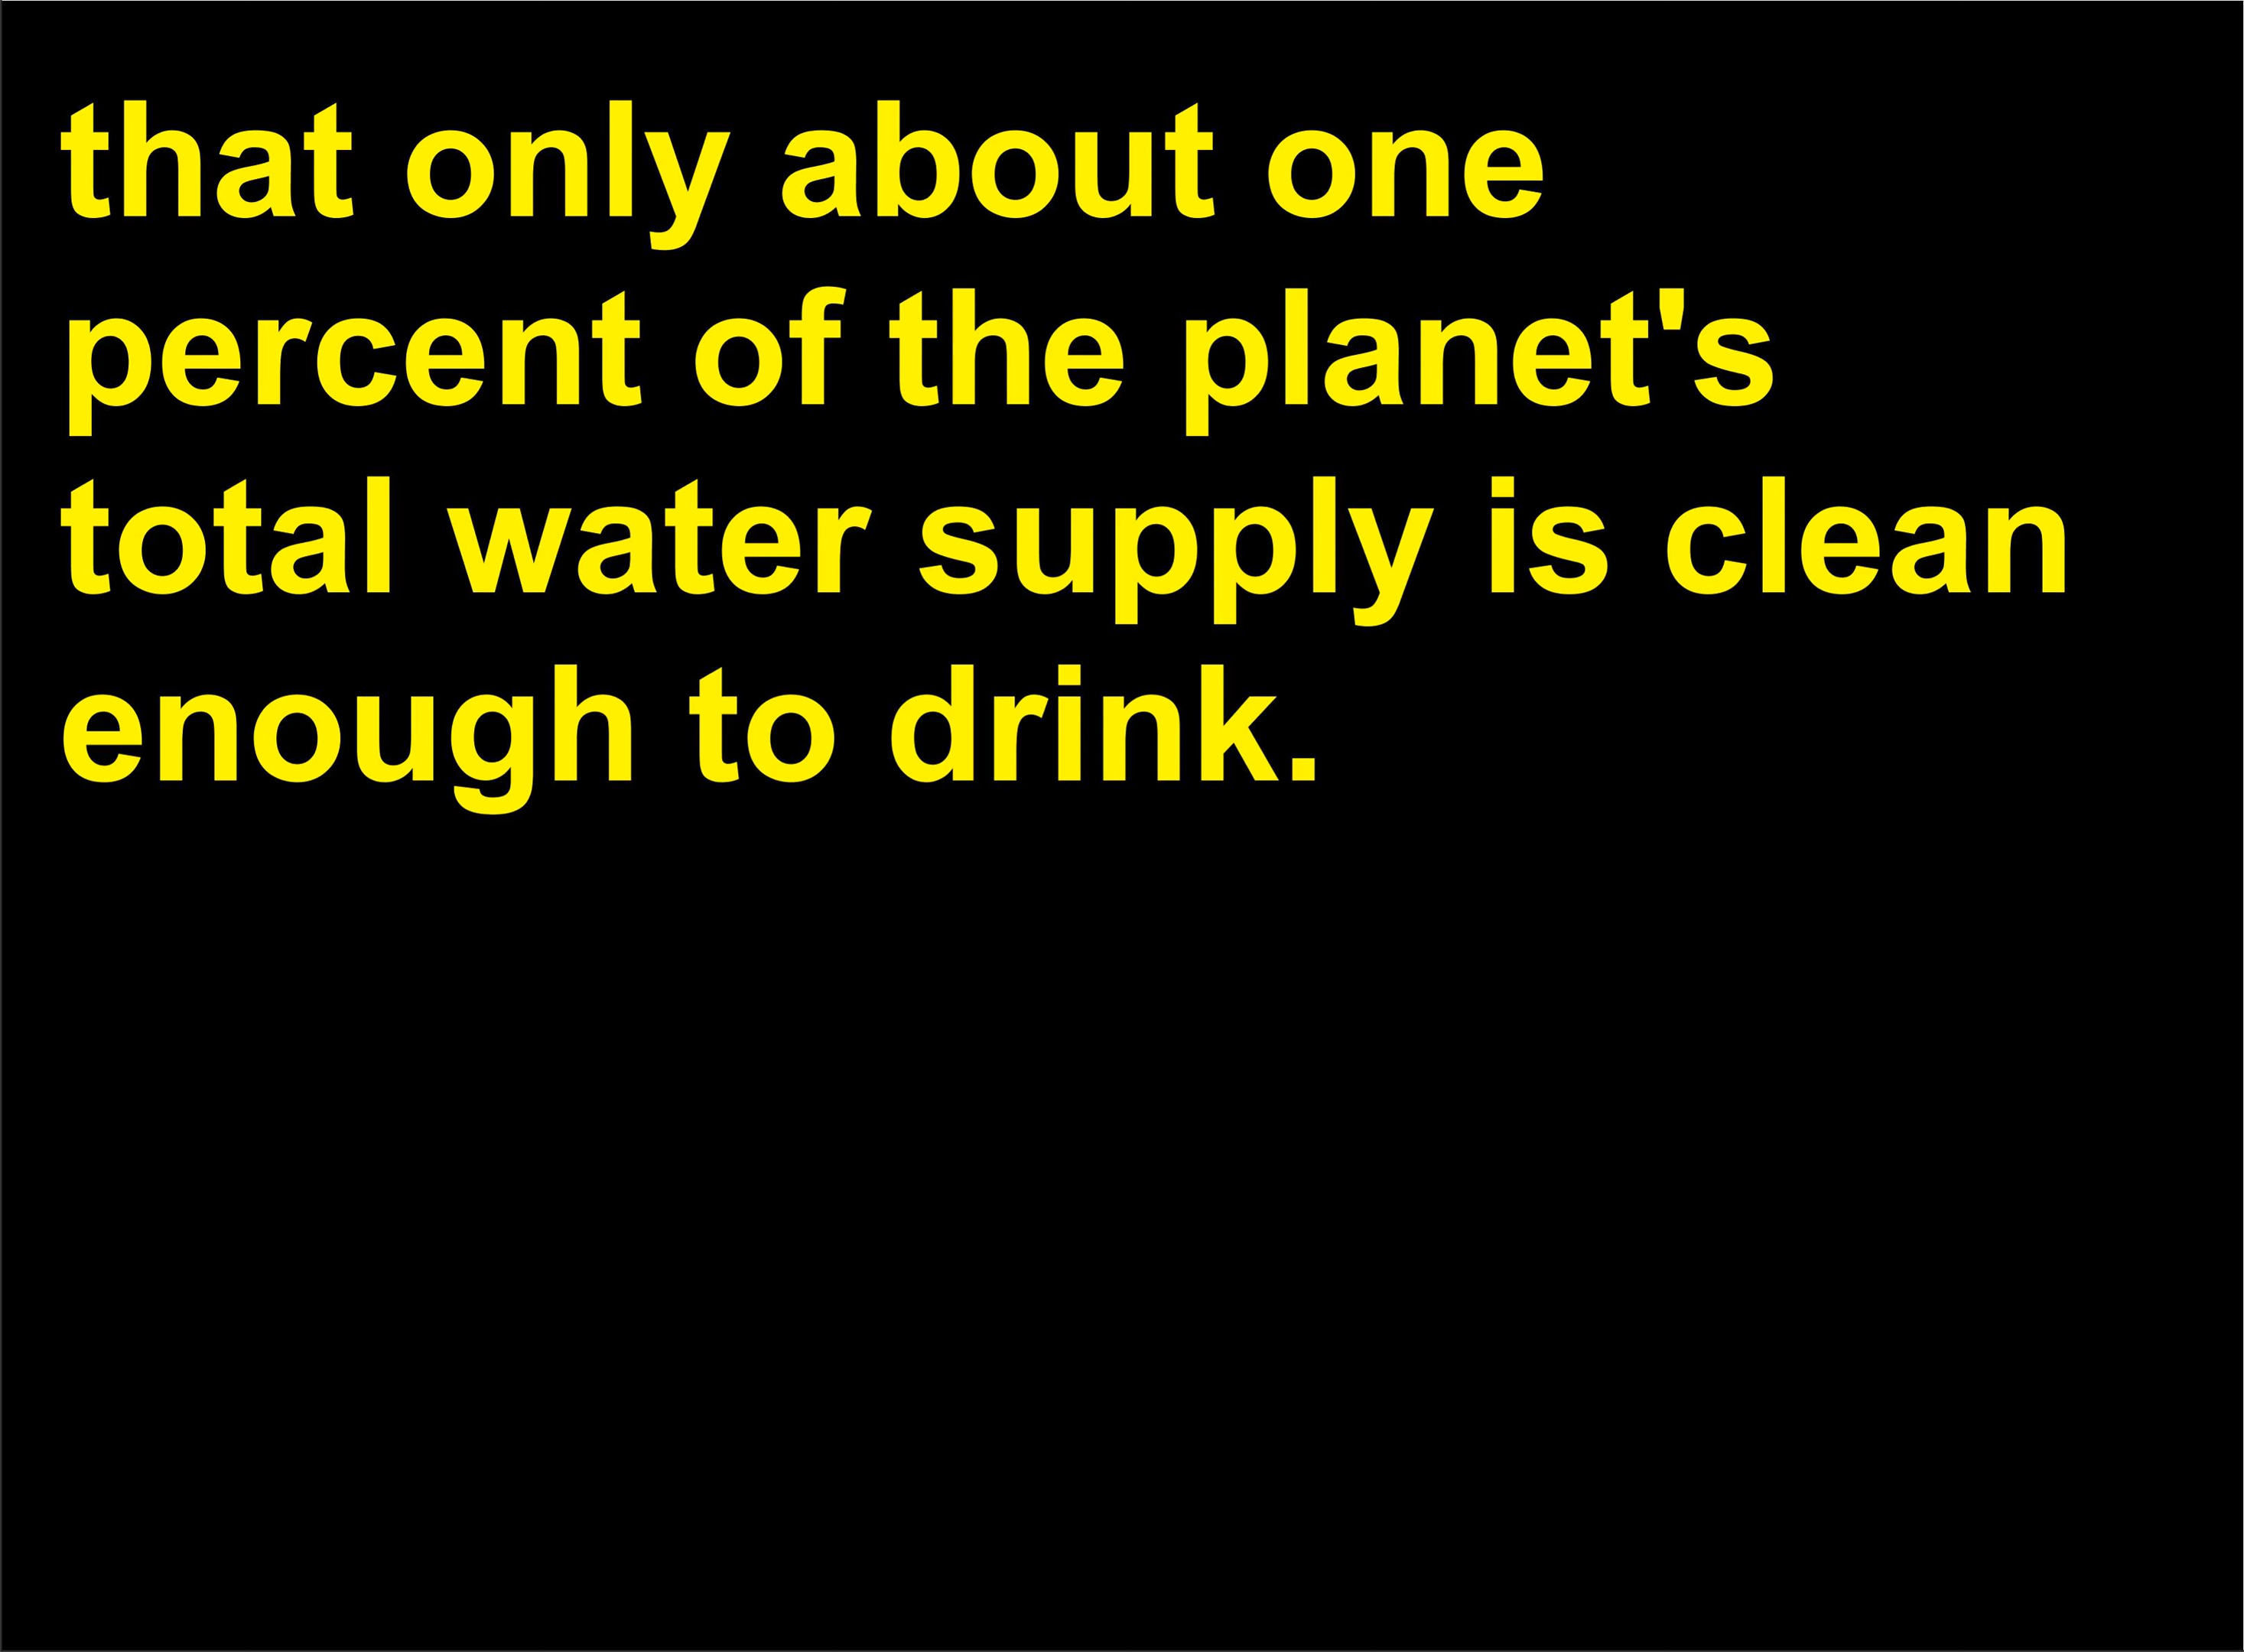 that only about one
percent of the planet's
total water supply is clean
enough to drink.